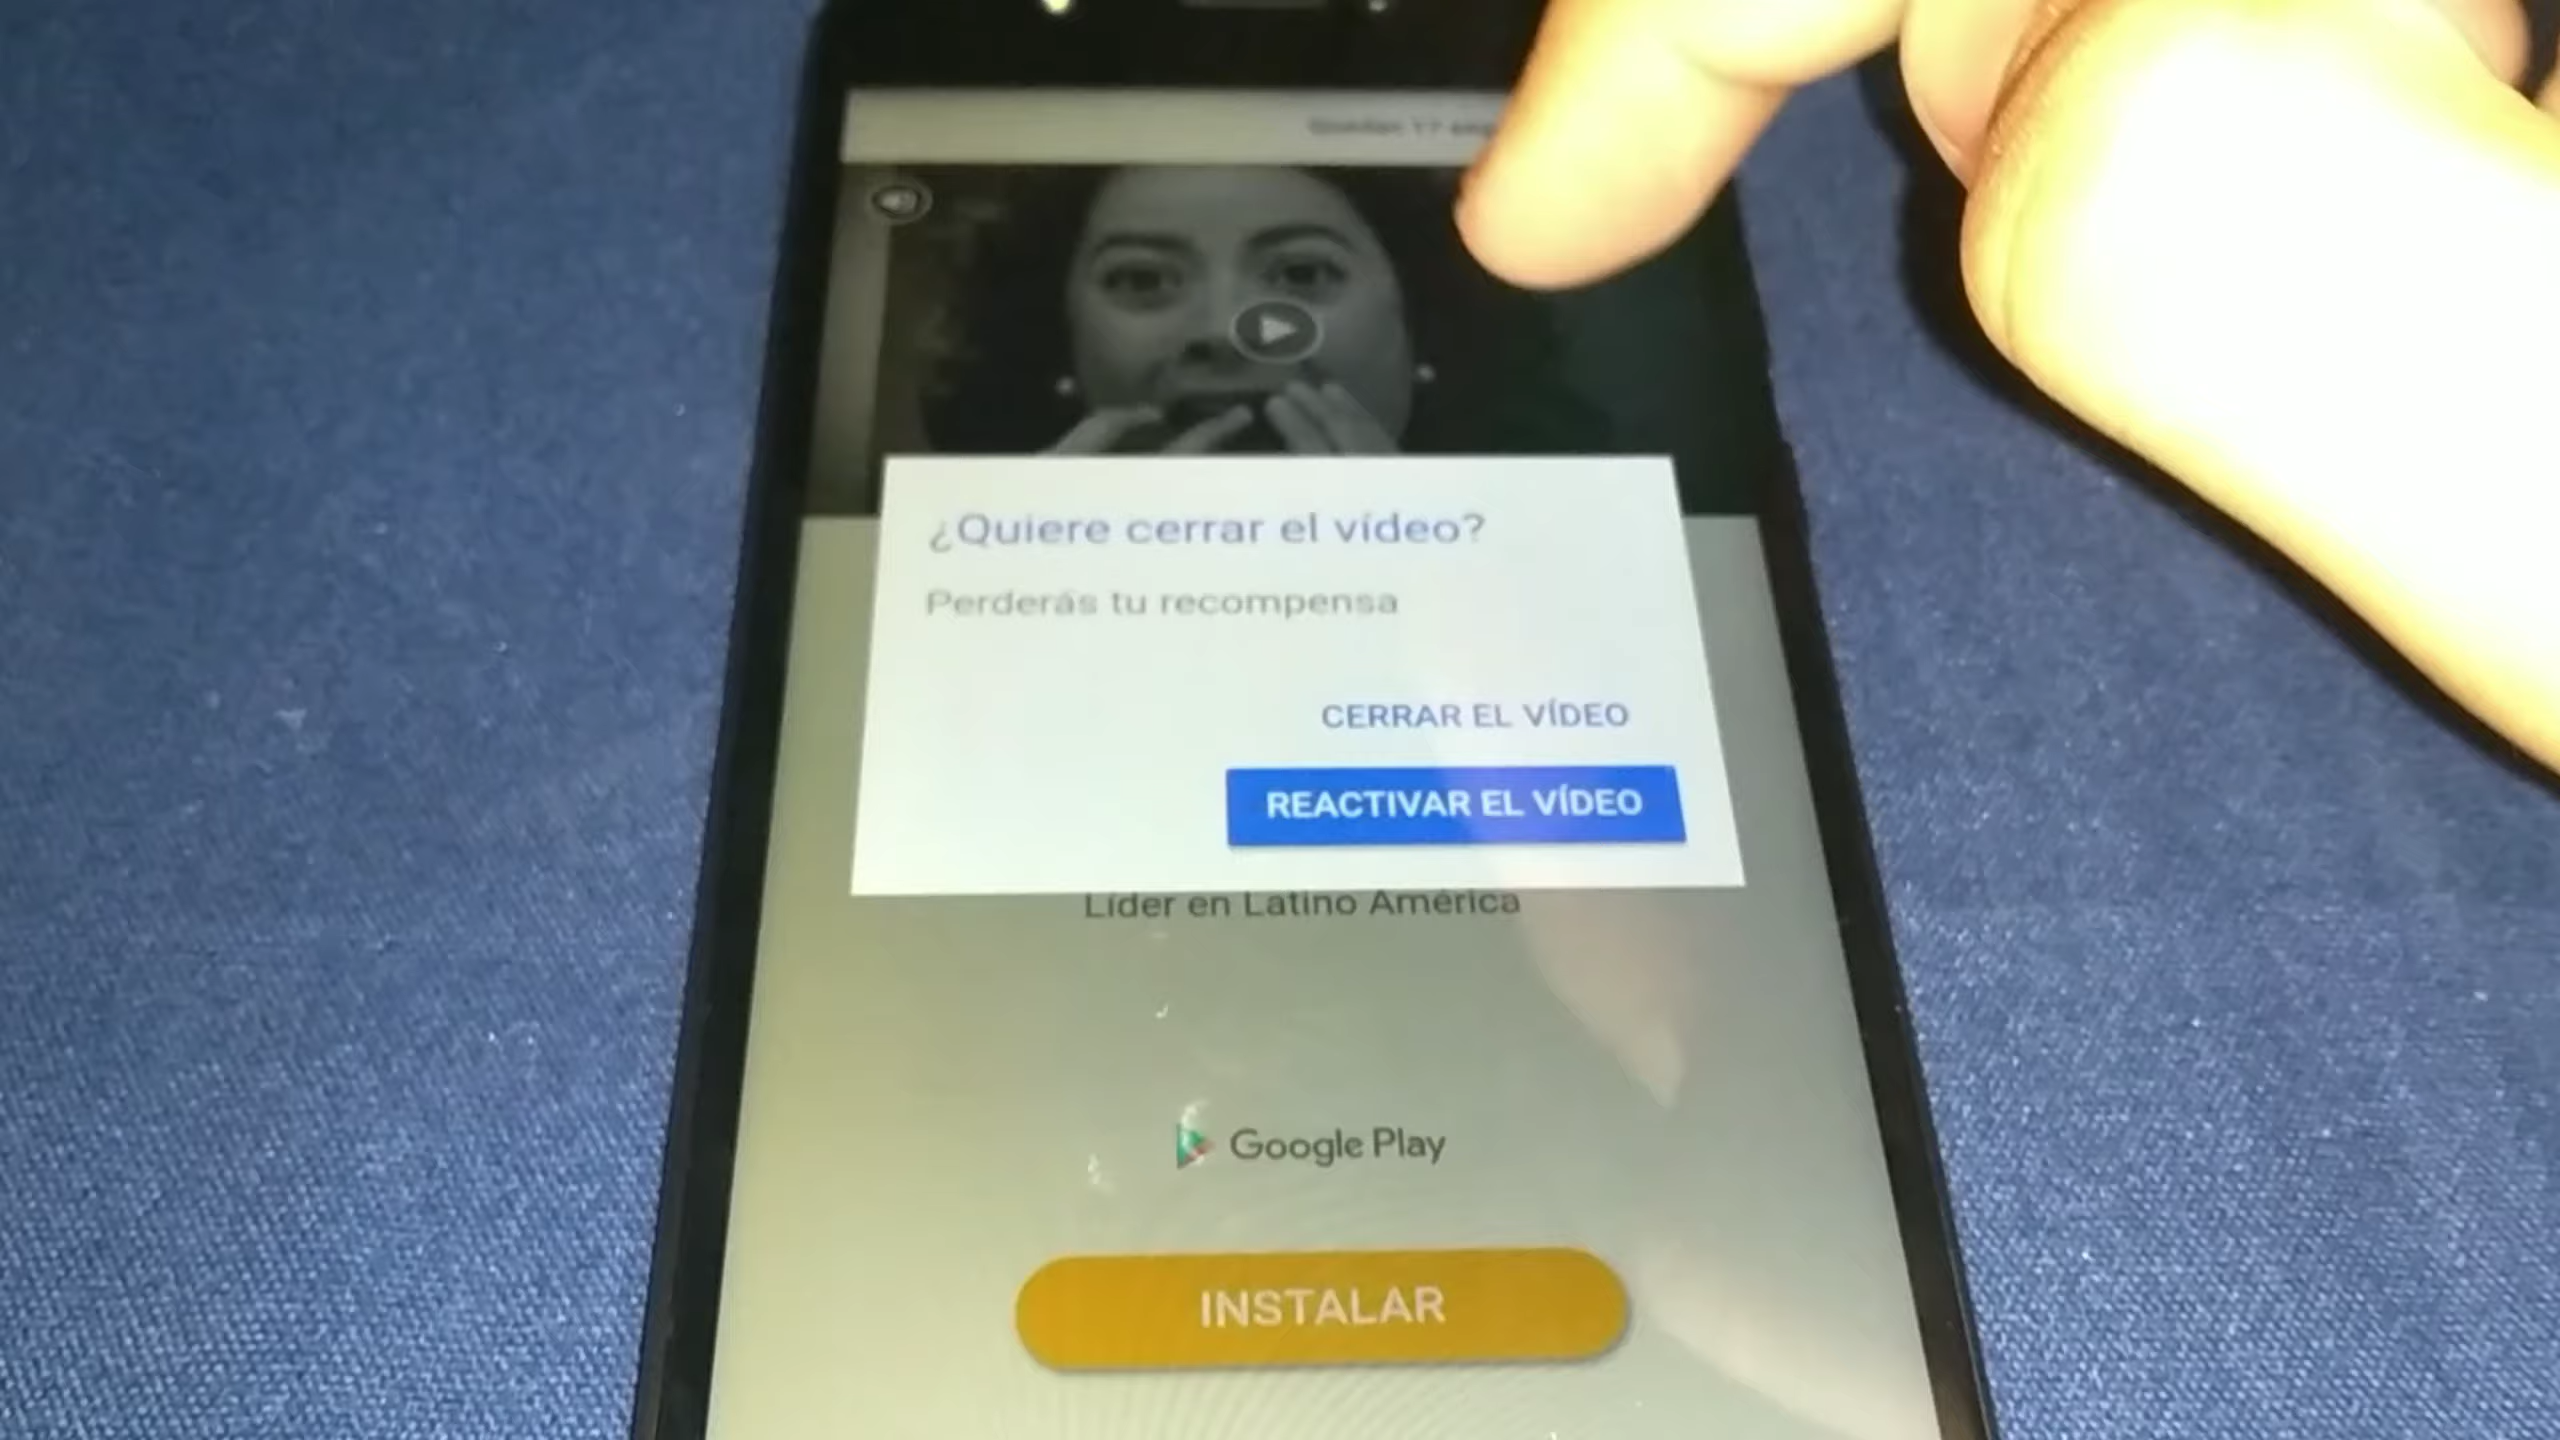 ¿Quiere cerrar el vídeo?
Perderás tu recompensa
CERRAR EL VÍDEO
REACTIVAR EL VÍDEO
Líder en Latino América
Google Play
INSTALAR